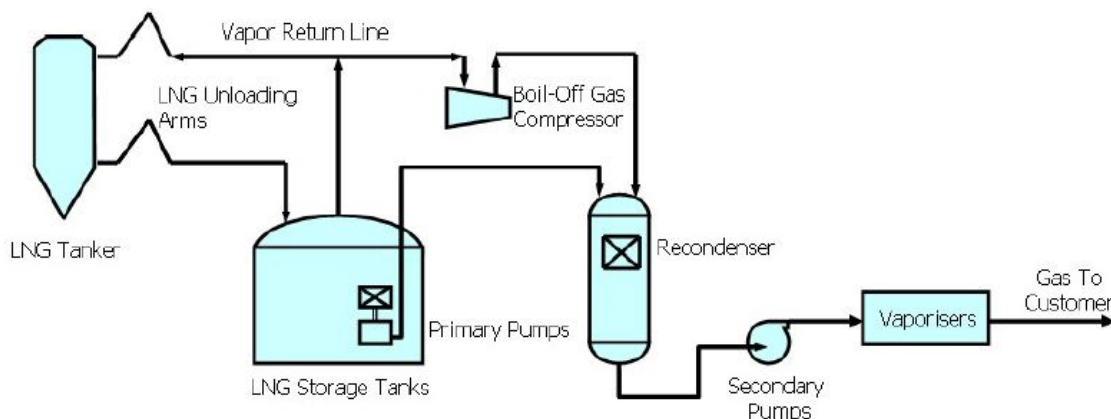 Vapor Return Line
LNG Unloading
Arms
Boil-Off Gas
Compressor
LNG Tanker
Recondenser
Primary Pumps
LNG Storage Tanks
Gas To
Customer
Vaporisers
Secondary
Pumps